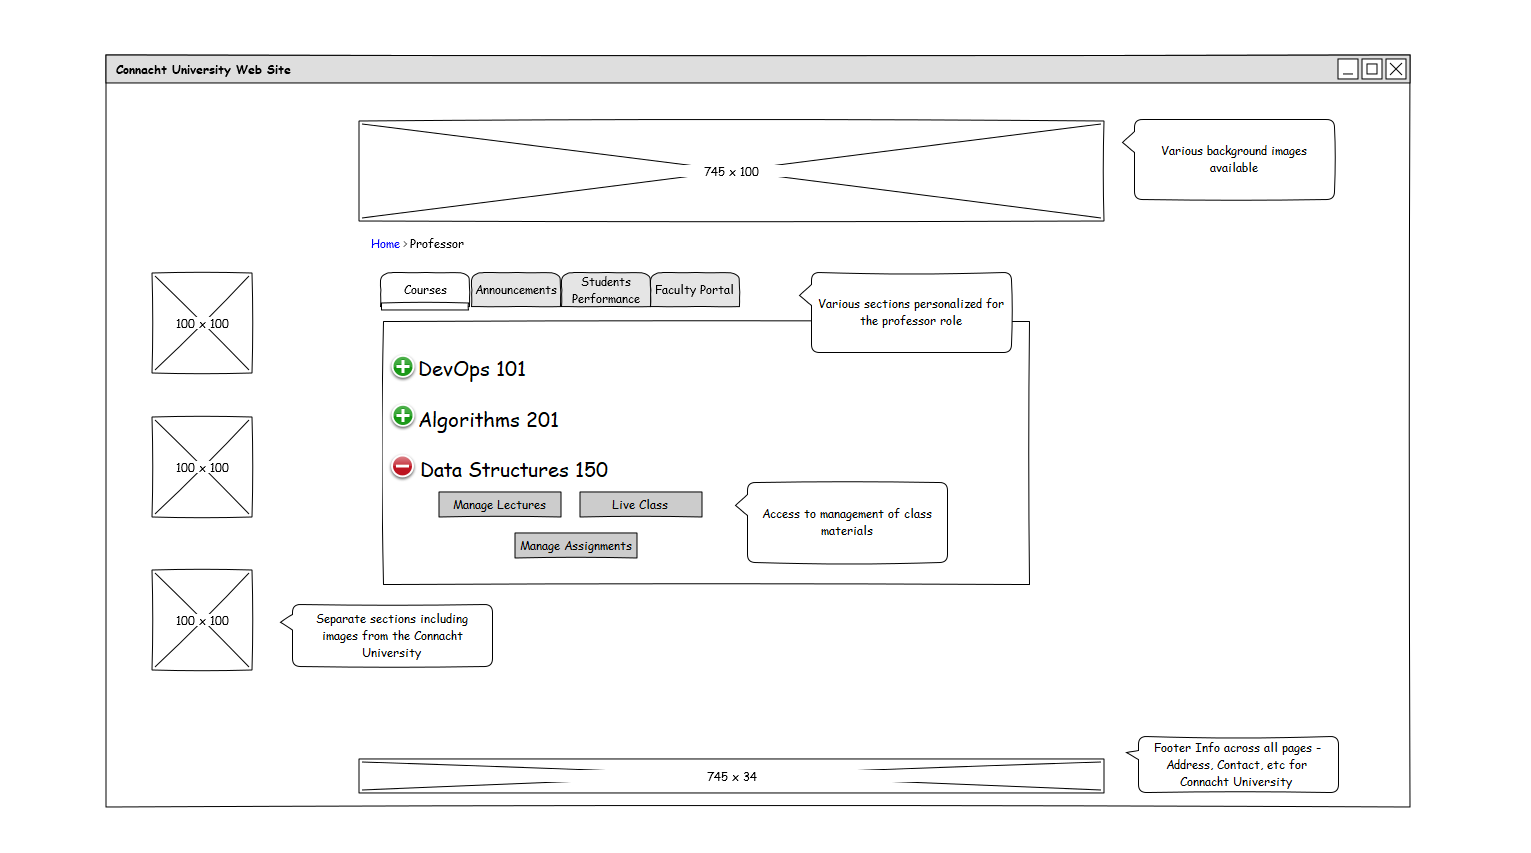 Connacht University Web Site
745 x 100
Various background images
available
Home > Professor
Courses
Announcements
Students
Performance
Faculty Portal
Various sections personalized for
the professor role
100 x 100
DevOps 101
Algorithms 201
100 x 100
Data Structures 150
Manage Lectures
Live Class
Manage Assignments
Access to management of class
materials
100 x 100
Separate sections including
images from the Connacht
University
745 x 34
Footer Info across all pages -
Address, Contact, etc for
Connacht University